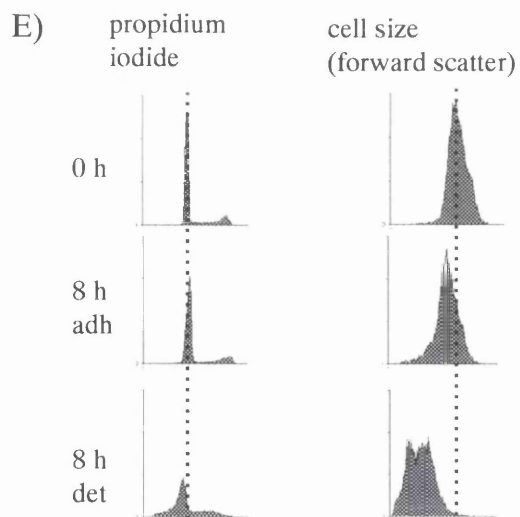 E)
propidium
iodide
cell size
(forward scatter)
0 h
8 h
adh
8 h
det